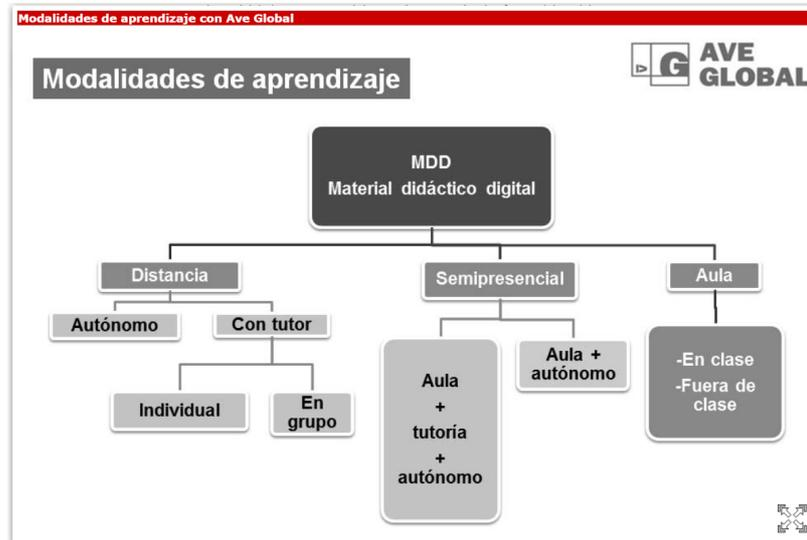 Modalidades de aprendizaje con Ave Global
Modalidades de aprendizaje
AVE
GLOBAL
MDD
Material didáctico digital
Distancia
Semipresencial
Aula
Autónomo
Con tutor
Individual
En
grupo
Aula
+
tutoría
+
autónomo
Aula +
autónomo
-En clase
-Fuera de
clase